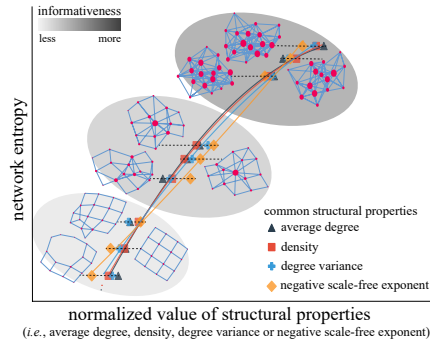 informativeness
less more
network entropy
common structural properties
average degree
density
degree variance
negative scale-free exponent
normalized value of structural properties
(i.e., average degree, density, degree variance or negative scale-free exponent)